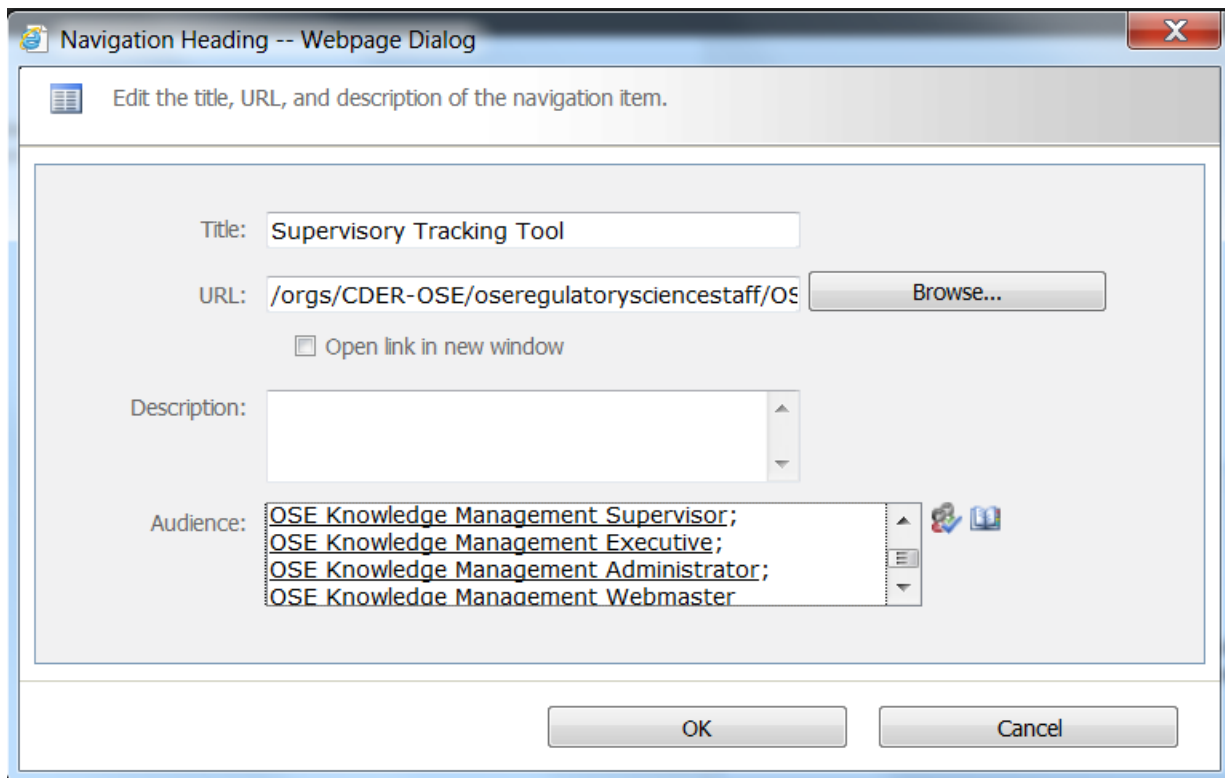 Navigation Heading -- Webpage Dialog
X
Edit the title, URL, and description of the navigation item.
Title: Supervisory Tracking Tool
URL: /orgs/CDER-OSE/oseregulatorysciencestaff/OS Browse...
Open link in new window
Description:
Audience: OSE Knowledge Management Supervisor;
OSE Knowledge Management Executive;
OSE Knowledge Management Administrator;
OSE Knowledge Management Webmaster
OK Cancel